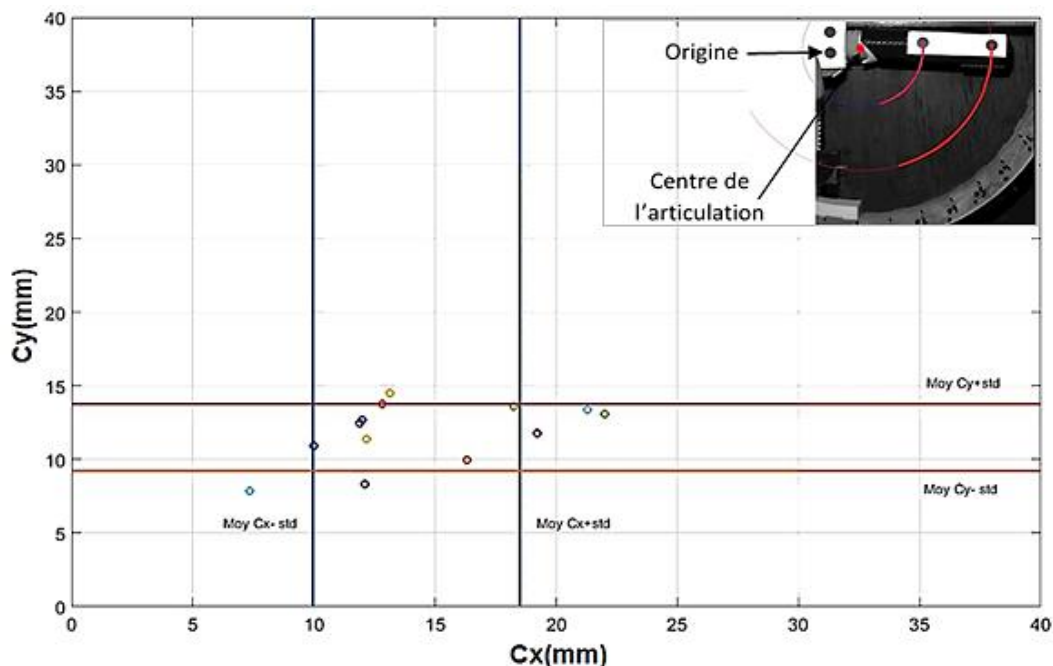 40
35
30
25
20
15
10
5
0
Cy(mm)
Origine
Centre de
l'articulation
Moy Cy+std
Moy Cy- std
Moy Cx- std
Moy Cx+std
0 5 10 15 20 25 30 35 40
Cx(mm)